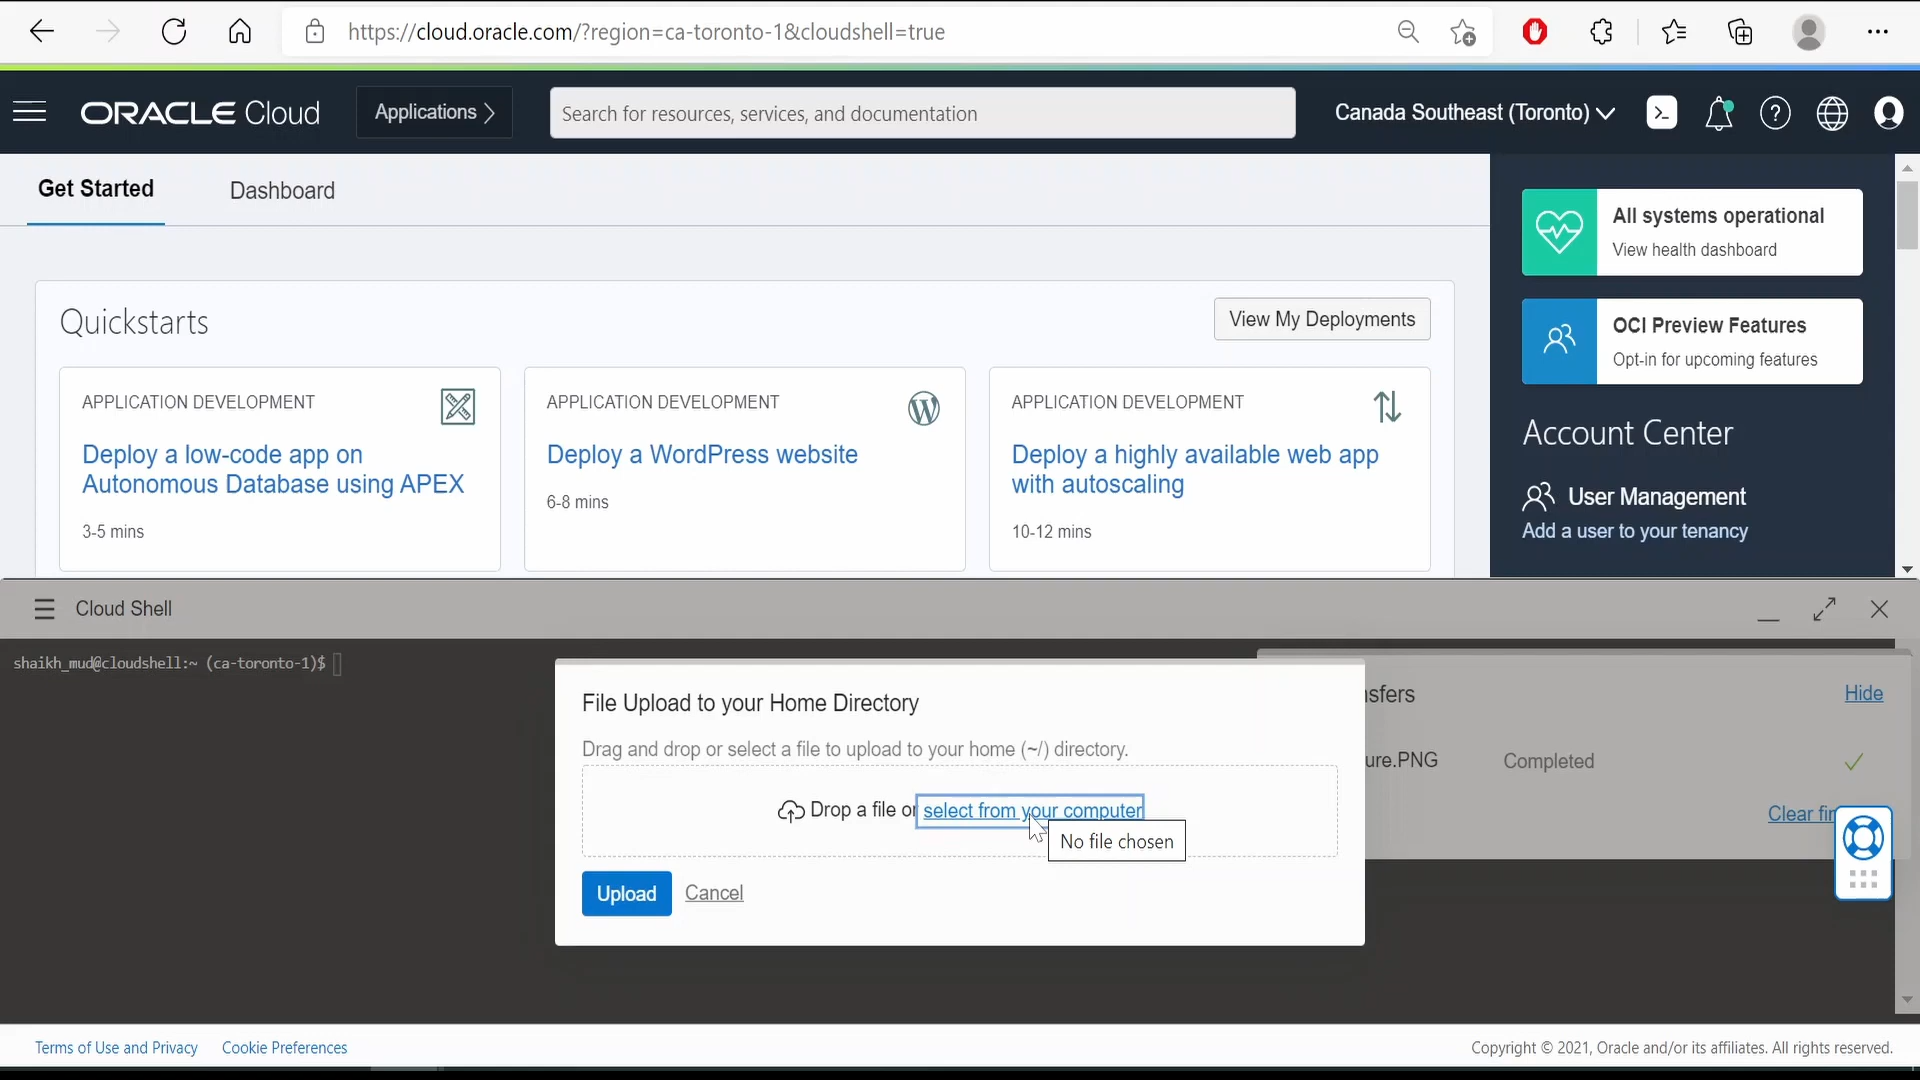 https://cloud.oracle.com/?region=ca-toronto-1&cloudshell=true
ORACLE Cloud
Applications
Search for resources, services, and documentation
Canada Southeast (Toronto)
Get Started
Dashboard
All systems operational
View health dashboard
Quickstarts
View My Deployments
OCI Preview Features
Opt-in for upcoming features
APPLICATION DEVELOPMENT
Deploy a low-code app on
Autonomous Database using APEX
3-5 mins
APPLICATION DEVELOPMENT
Deploy a WordPress website
6-8 mins
APPLICATION DEVELOPMENT
Deploy a highly available web app
with autoscaling
10-12 mins
Account Center
User Management
Add a user to your tenancy
Cloud Shell
shaikh_mud@cloudshell:~ (ca-toronto-1)$
File Upload to your Home Directory
Drag and drop or select a file to upload to your home (~/) directory.
Drop a file or select from your computer
No file chosen
Upload
Cancel
sfers
Hide
ure.PNG
Completed
Clear fin
Terms of Use and Privacy
Cookie Preferences
Copyright © 2021, Oracle and/or its affiliates. All rights reserved.